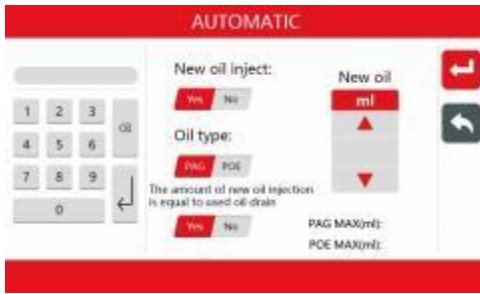 AUTOMATIC
New oil inject:
Yes No
New oil
ml
1 2 3
4 5 6
7 8 9
0
Oil type:
PAG POE
The amount of new oil injection
is equal to used oil drain
Yes No
PAG MAX(ml):
POE MAX(ml):